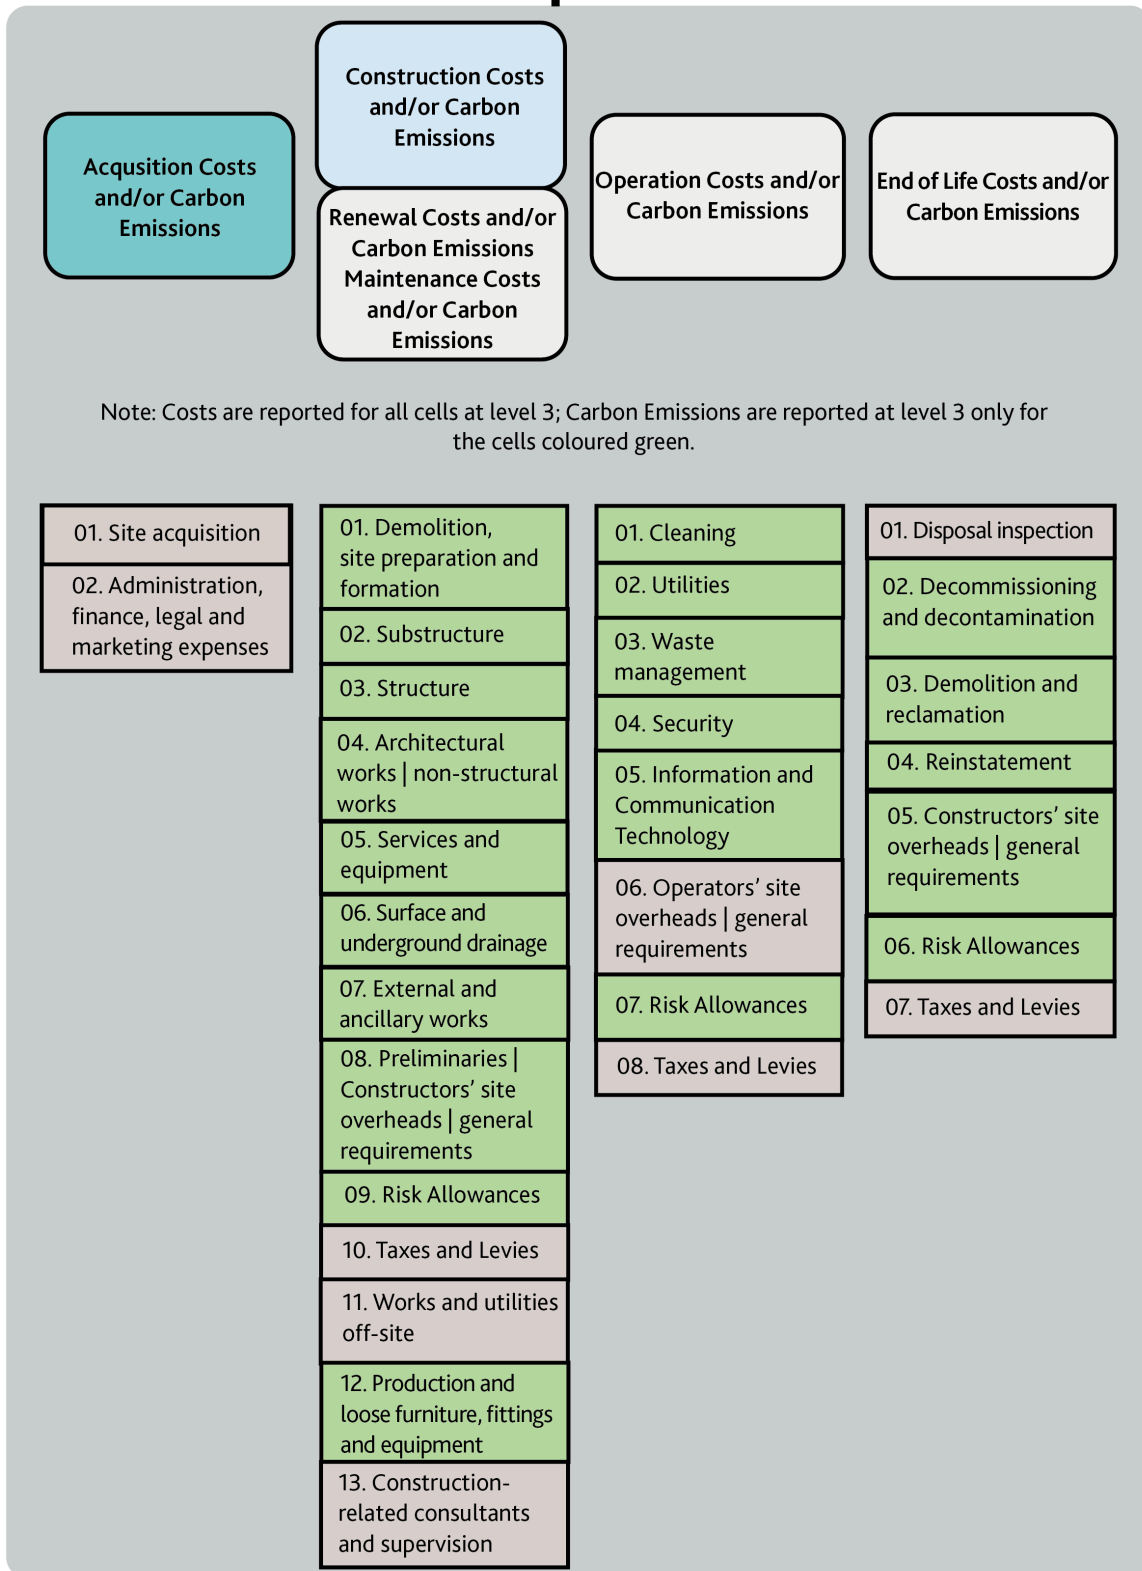 Acqusition Costs
and/or Carbon
Emissions
Construction Costs
and/or Carbon
Emissions
Renewal Costs and/or
Carbon Emissions
Maintenance Costs
and/or Carbon
Emissions
Operation Costs and/or
Carbon Emissions
End of Life Costs and/or
Carbon Emissions
Note: Costs are reported for all cells at level 3; Carbon Emissions are reported at level 3 only for
the cells coloured green.
01. Site acquisition
02. Administration,
finance, legal and
marketing expenses
01. Demolition,
site preparation and
formation
02. Substructure
03. Structure
04. Architectural
works | non-structural
works
05. Services and
equipment
06. Surface and
underground drainage
07. External and
ancillary works
08. Preliminaries |
Constructors’ site
overheads | general
requirements
09. Risk Allowances
10. Taxes and Levies
11. Works and utilities
off-site
12. Production and
loose furniture, fittings
and equipment
13. Construction-
related consultants
and supervision
01. Cleaning
02. Utilities
03. Waste
management
04. Security
05. Information and
Communication
Technology
06. Operators’ site
overheads | general
requirements
07. Risk Allowances
08. Taxes and Levies
01. Disposal inspection
02. Decommissioning
and decontamination
03. Demolition and
reclamation
04. Reinstatement
05. Constructors’ site
overheads | general
requirements
06. Risk Allowances
07. Taxes and Levies